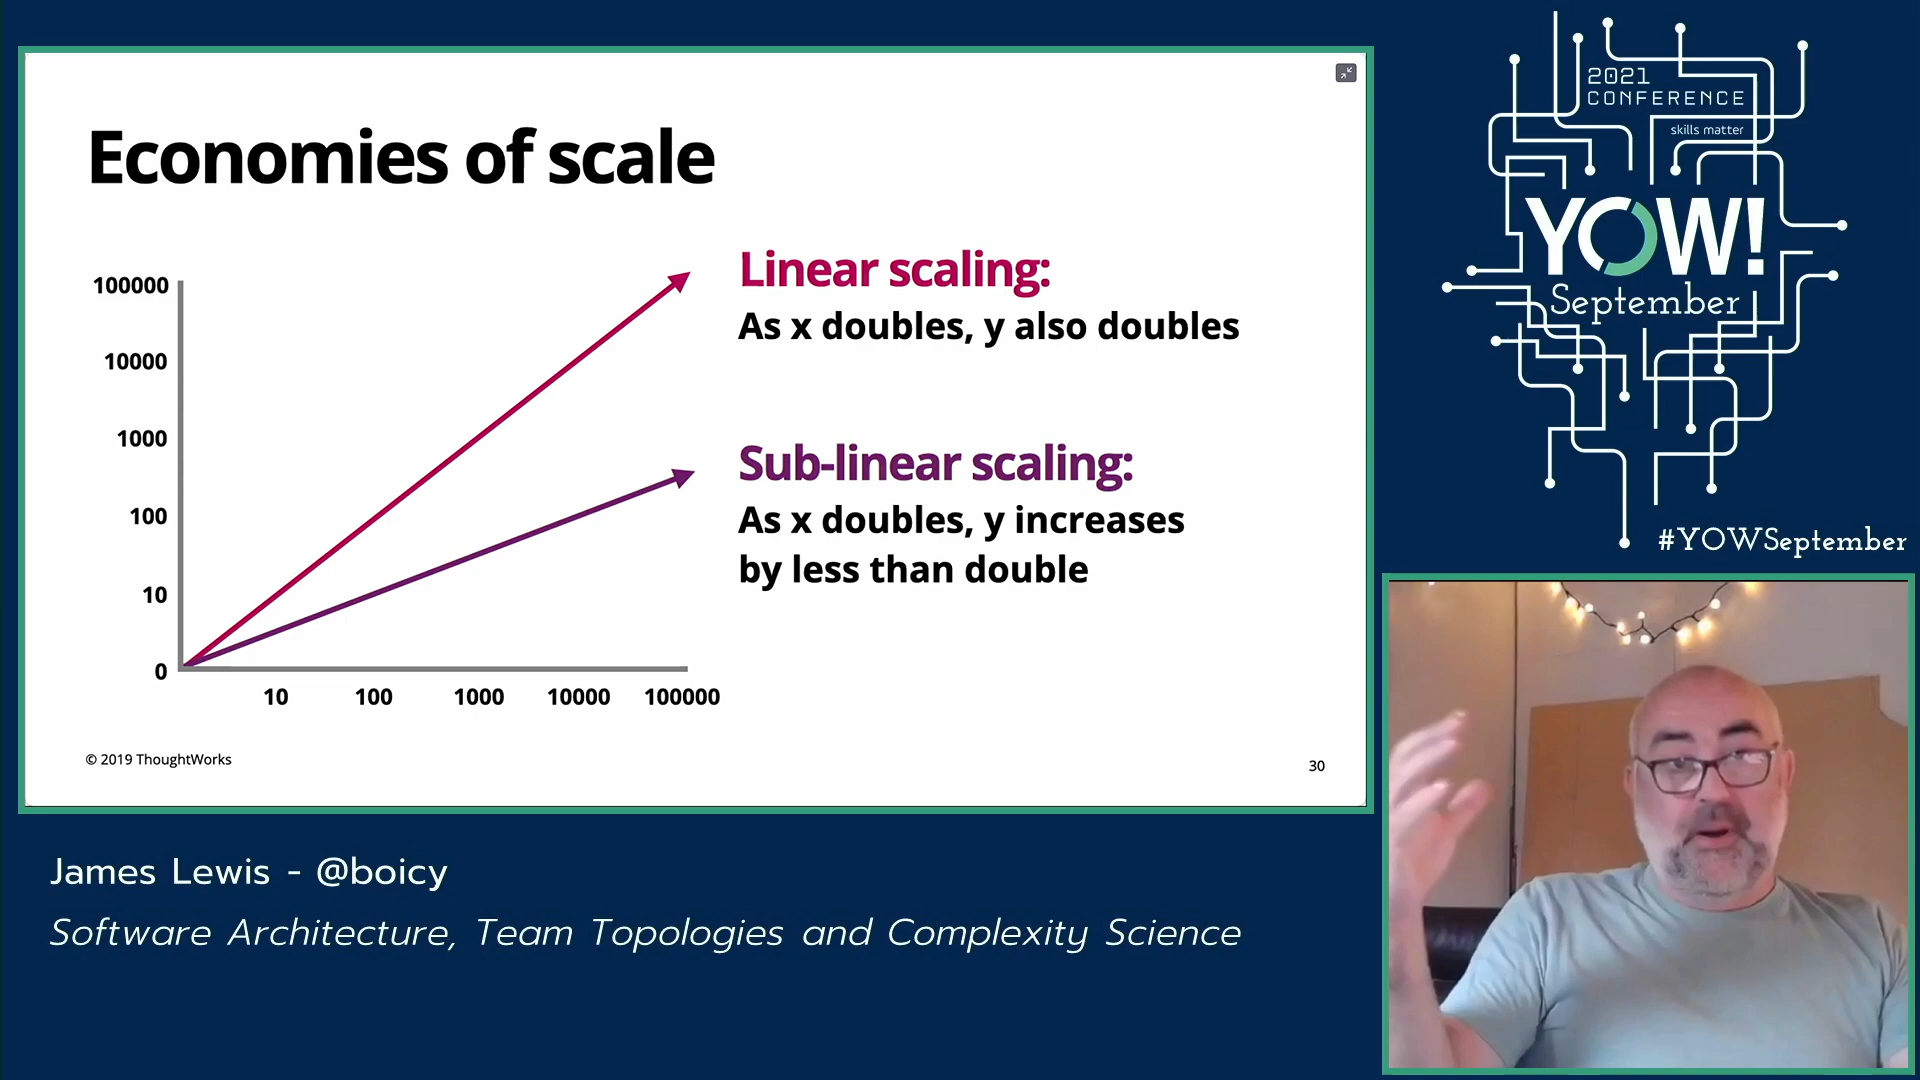 Economies of scale
100000
10000
1000
100
10
0
10 100 1000 10000 100000
Linear scaling:
As x doubles, y also doubles
Sub-linear scaling:
As x doubles, y increases
by less than double
© 2019 ThoughtWorks
30
2021
CONFERENCE
skills matter
YOW!
September
#YOWSeptember
James Lewis - @boicy
Software Architecture, Team Topologies and Complexity Science